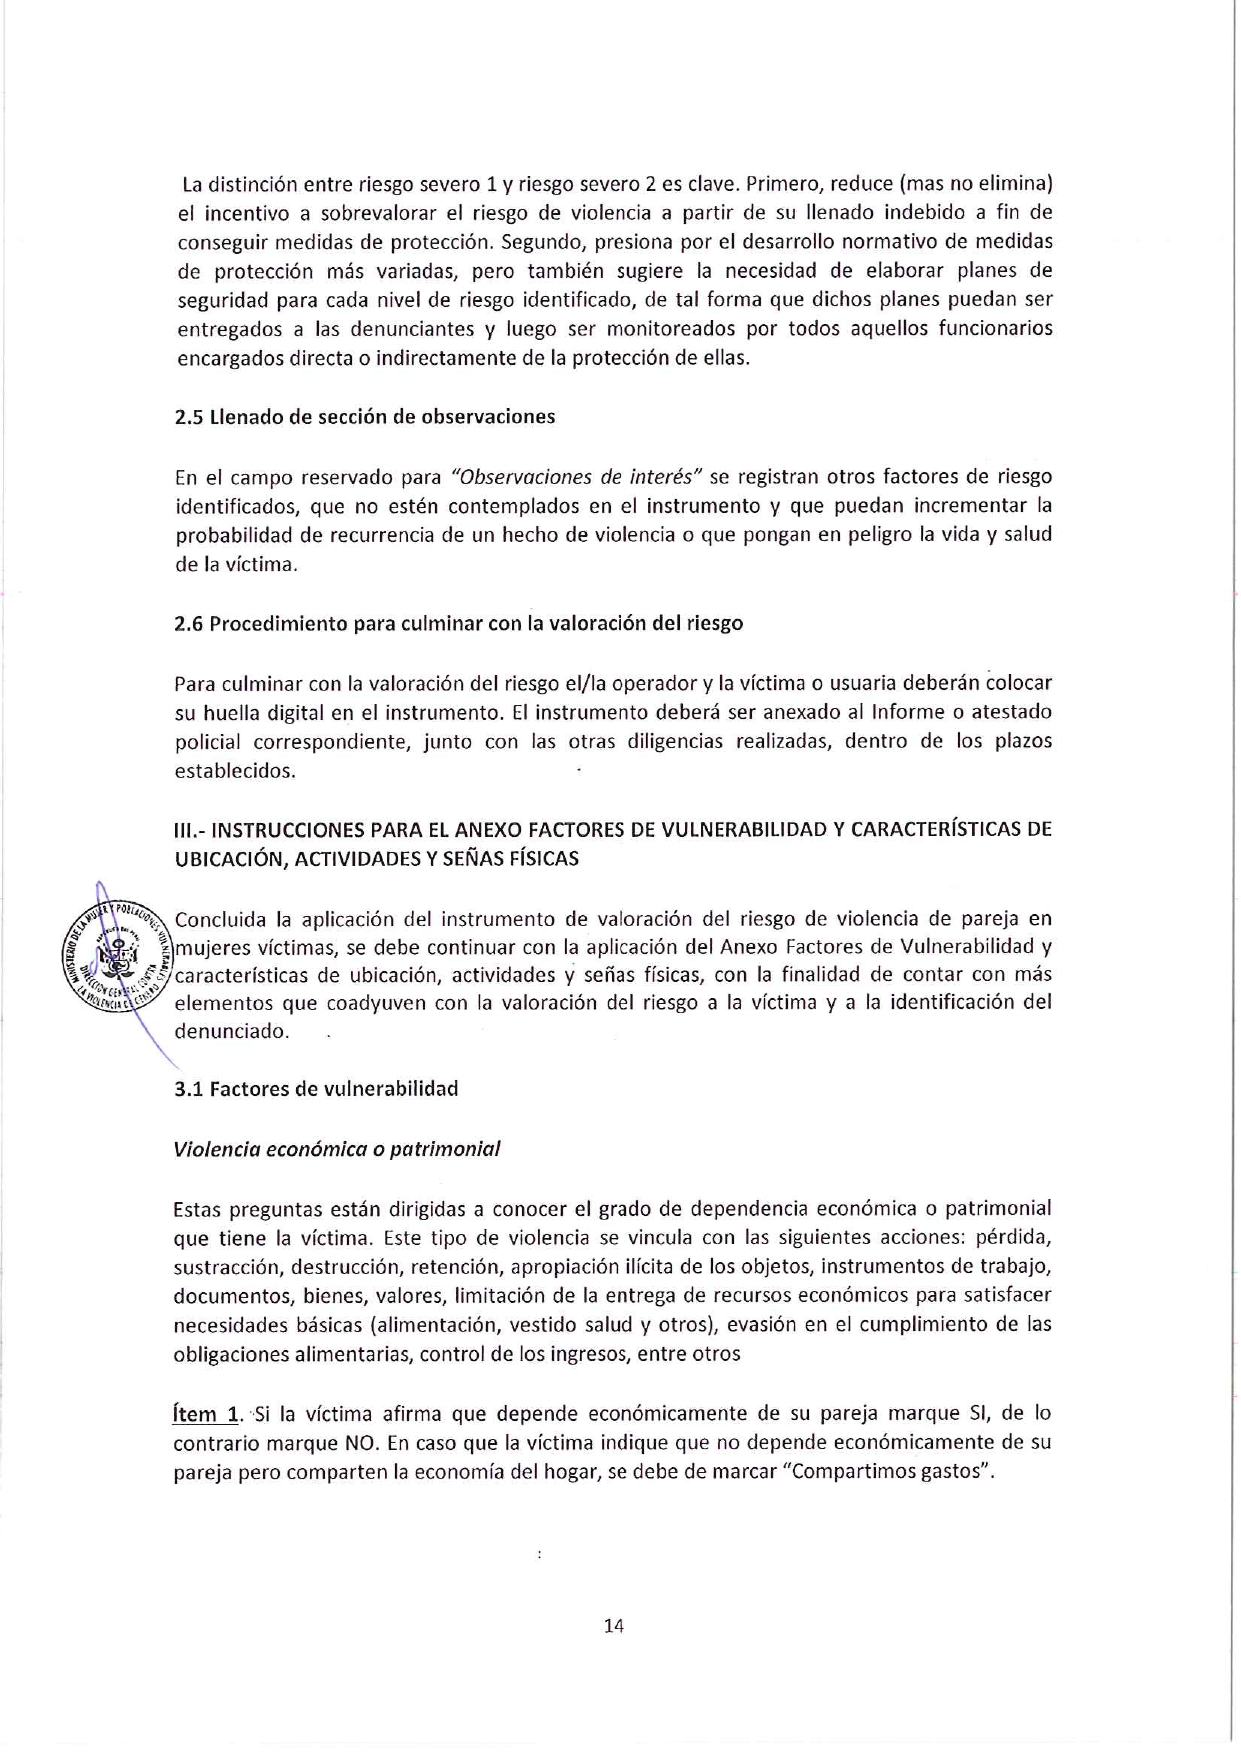 La distinción entre riesgo severo 1 y riesgo severo 2 es clave. Primero, reduce (mas no elimina)
el incentivo a sobrevalorar el riesgo de violencia a partir de su llenado indebido a fin de
conseguir medidas de protección. Segundo, presiona por el desarrollo normativo de medidas
de protección más variadas, pero también sugiere la necesidad de elaborar planes de
seguridad para cada nivel de riesgo identificado, de tal forma que dichos planes puedan ser
entregados a las denunciantes y luego ser monitoreados por todos aquellos funcionarios
encargados directa o indirectamente de la protección de ellas.
2.5 Llenado de sección de observaciones
En el campo reservado para "Observaciones de interés" se registran otros factores de riesgo
identificados, que no estén contemplados en el instrumento y que puedan incrementar la
probabilidad de recurrencia de un hecho de violencia o que pongan en peligro la vida y salud
de la víctima.
2.6 Procedimiento para culminar con la valoración del riesgo
Para culminar con la valoración del riesgo el/la operador y la víctima o usuaria deberán colocar
su huella digital en el instrumento. El instrumento deberá ser anexado al Informe o atestado
policial correspondiente, junto con las otras diligencias realizadas, dentro de los plazos
establecidos.
III.- INSTRUCCIONES PARA EL ANEXO FACTORES DE VULNERABILIDAD Y CARACTERÍSTICAS DE
UBICACIÓN, ACTIVIDADES Y SEÑAS FÍSICAS
MINISTERIO DE LA MUJER Y POBLACIONES VULNERABLES
DIRECCION GENERAL CONTRA
LA VIOLENCIA DE
Concluida la aplicación del instrumento de valoración del riesgo de violencia de pareja en
mujeres víctimas, se debe continuar con la aplicación del Anexo Factores de Vulnerabilidad y
características de ubicación, actividades y señas físicas, con la finalidad de contar con más
elementos que coadyuven con la valoración del riesgo a la víctima y a la identificación del
denunciado.
3.1 Factores de vulnerabilidad
Violencia económica o patrimonial
Estas preguntas están dirigidas a conocer el grado de dependencia económica o patrimonial
que tiene la víctima. Este tipo de violencia se vincula con las siguientes acciones: pérdida,
sustracción, destrucción, retención, apropiación ilícita de los objetos, instrumentos de trabajo,
documentos, bienes, valores, limitación de la entrega de recursos económicos para satisfacer
necesidades básicas (alimentación, vestido salud y otros), evasión en el cumplimiento de las
obligaciones alimentarias, control de los ingresos, entre otros
Ítem 1. Si la víctima afirma que depende económicamente de su pareja marque SI, de lo
contrario marque NO. En caso que la víctima indique que no depende económicamente de su
pareja pero comparten la economía del hogar, se debe de marcar "Compartimos gastos".
14